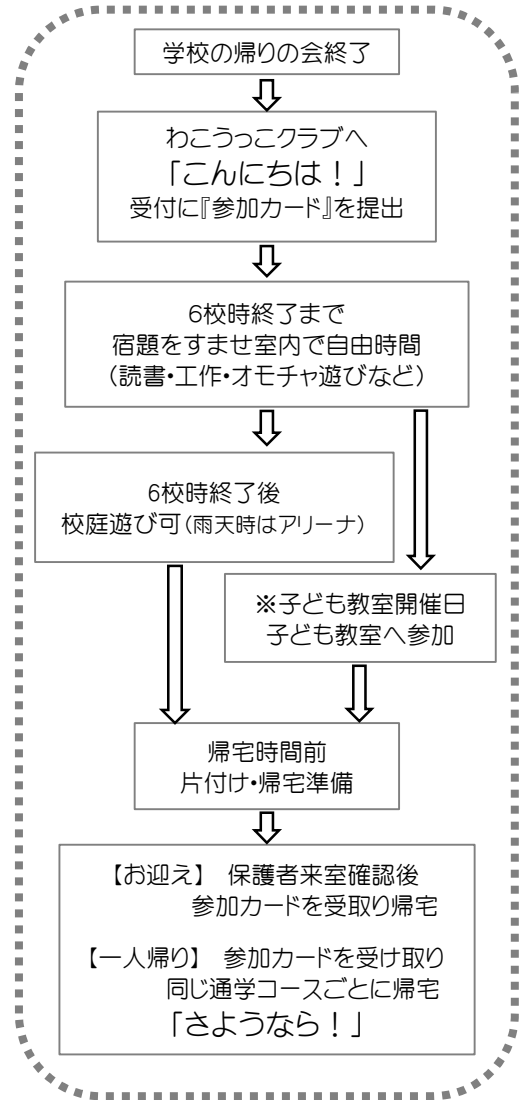 学校の帰りの会終了
わこうっこクラブへ
「こんにちは！」
受付に『参加カード』を提出
6校時終了まで
宿題をすませ室内で自由時間
（読書・工作・オモチャ遊びなど）
6校時終了後
校庭遊び可（雨天時はアリーナ）
※子ども教室開催日
子ども教室へ参加
帰宅時間前
片付け・帰宅準備
【お迎え】 保護者来室確認後
参加カードを受取り帰宅
【一人帰り】 参加カードを受け取り
同じ通学コースごとに帰宅
「さようなら！」